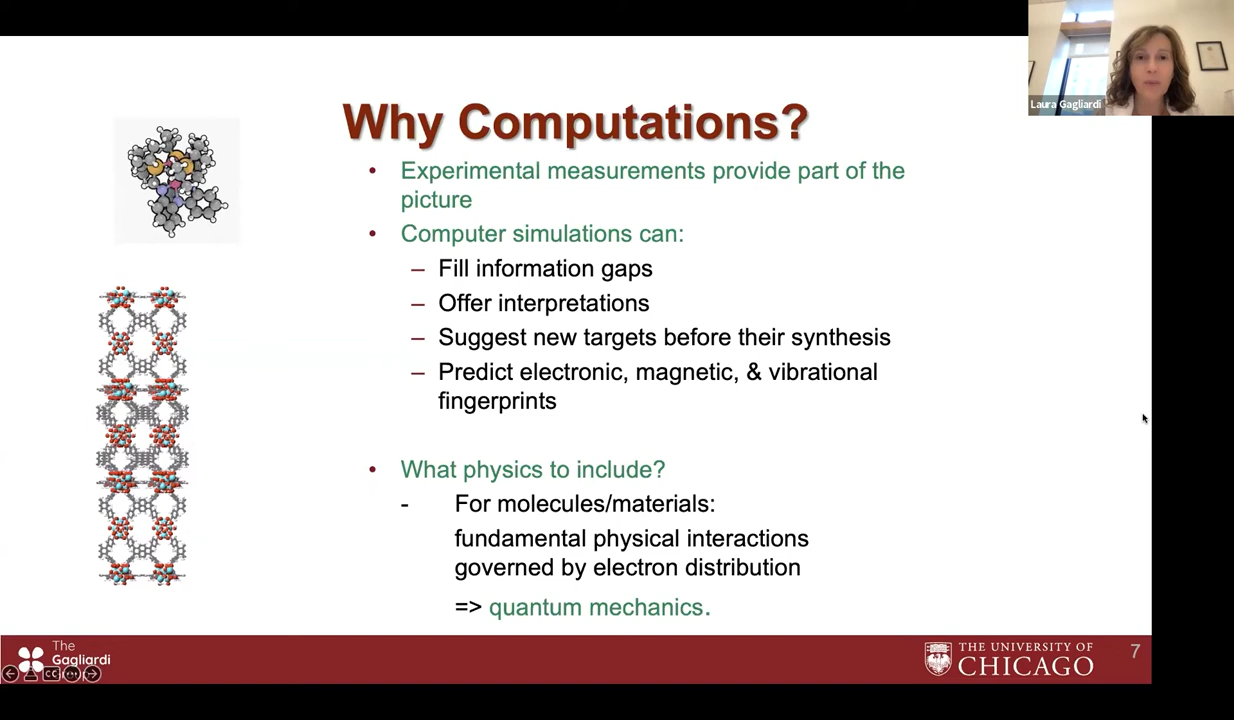 Laura Gagliardi
Why Computations?
• Experimental measurements provide part of the
picture
• Computer simulations can:
– Fill information gaps
– Offer interpretations
– Suggest new targets before their synthesis
– Predict electronic, magnetic, & vibrational
fingerprints
• What physics to include?
- For molecules/materials:
fundamental physical interactions
governed by electron distribution
=> quantum mechanics.
The
Gagliardi
THE UNIVERSITY OF
CHICAGO
7